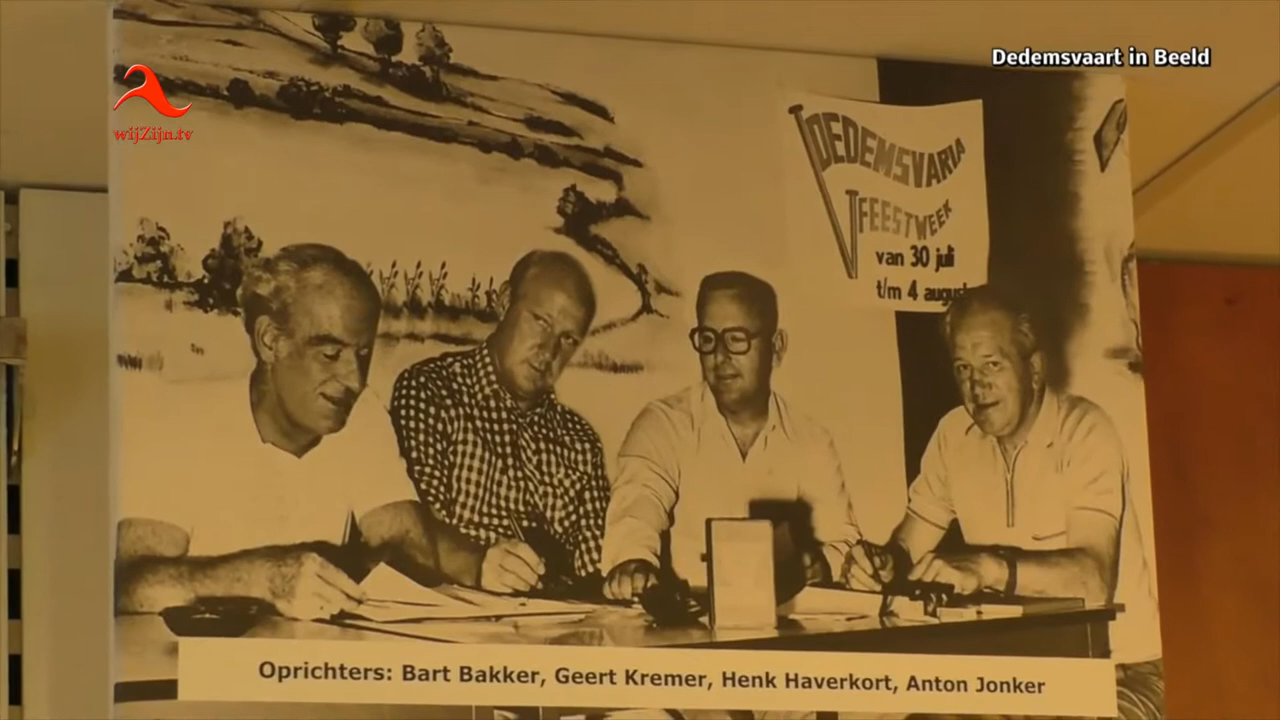 wijZijn.tv
Dedemsvaart in Beeld
DEDEMSVARIA
FEESTWEEK
van 30 juli
t/m 4 august
Oprichters: Bart Bakker, Geert Kremer, Henk Haverkort, Anton Jonker